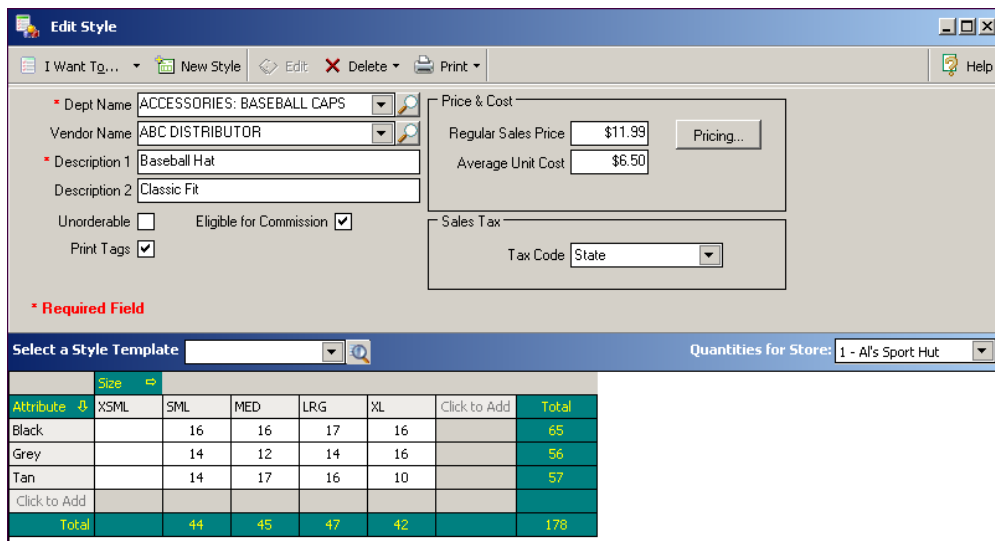 Edit Style
I Want To... New Style Edit Delete Print Help
* Dept Name ACCESSORIES: BASEBALL CAPS
Vendor Name ABC DISTRIBUTOR
* Description 1 Baseball Hat
Description 2 Classic Fit
Unorderable Eligible for Commission
Print Tags
* Required Field
Price & Cost
Regular Sales Price $11.99 Pricing...
Average Unit Cost $6.50
Sales Tax
Tax Code State
Select a Style Template Quantities for Store: 1 - Al's Sport Hut
Size
Attribute XSML SML MED LRG XL Click to Add Total
Black 16 16 17 16 65
Grey 14 12 14 16 56
Tan 14 17 16 10 57
Click to Add
Total 44 45 47 42 178